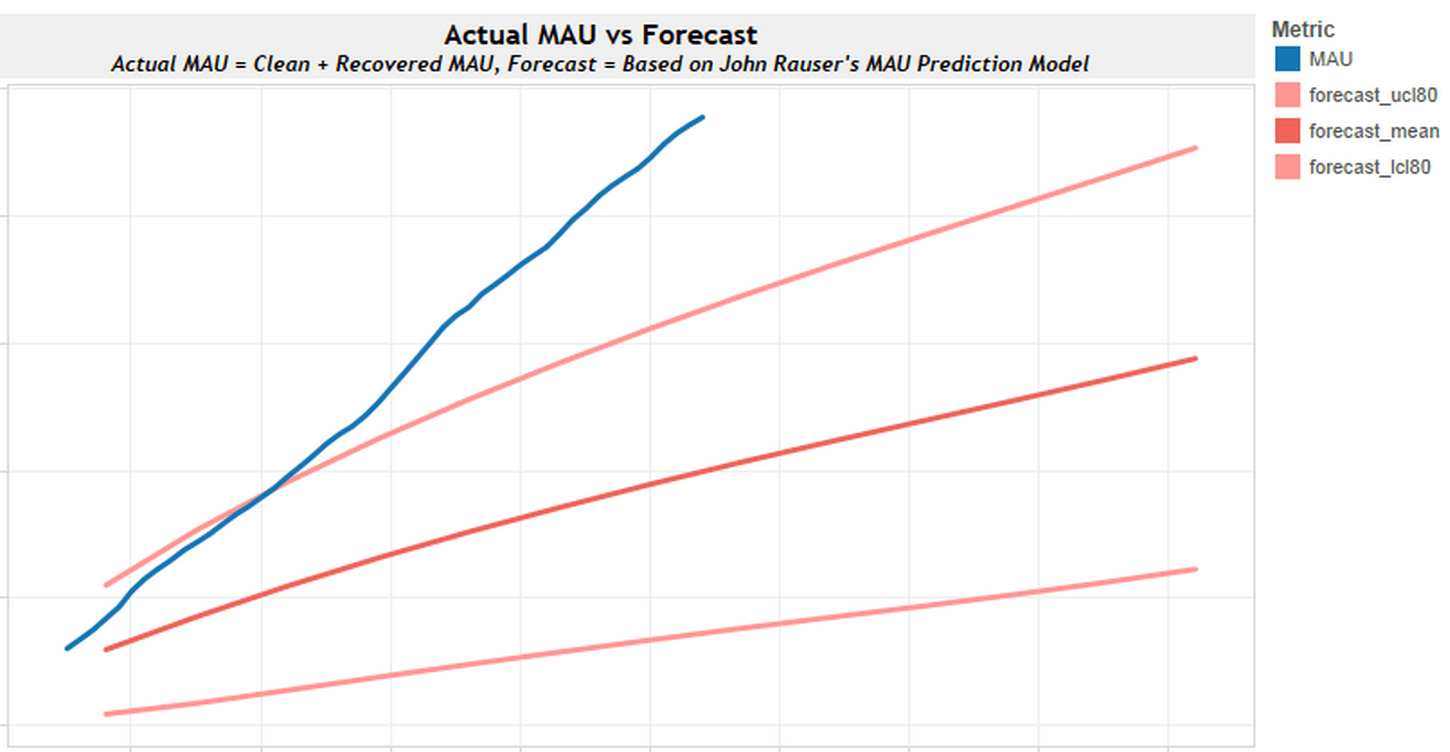 Actual MAU vs Forecast
Actual MAU = Clean + Recovered MAU, Forecast = Based on John Rauser's MAU Prediction Model
Metric
MAU
forecast_ucl80
forecast_mean
forecast_lcl80